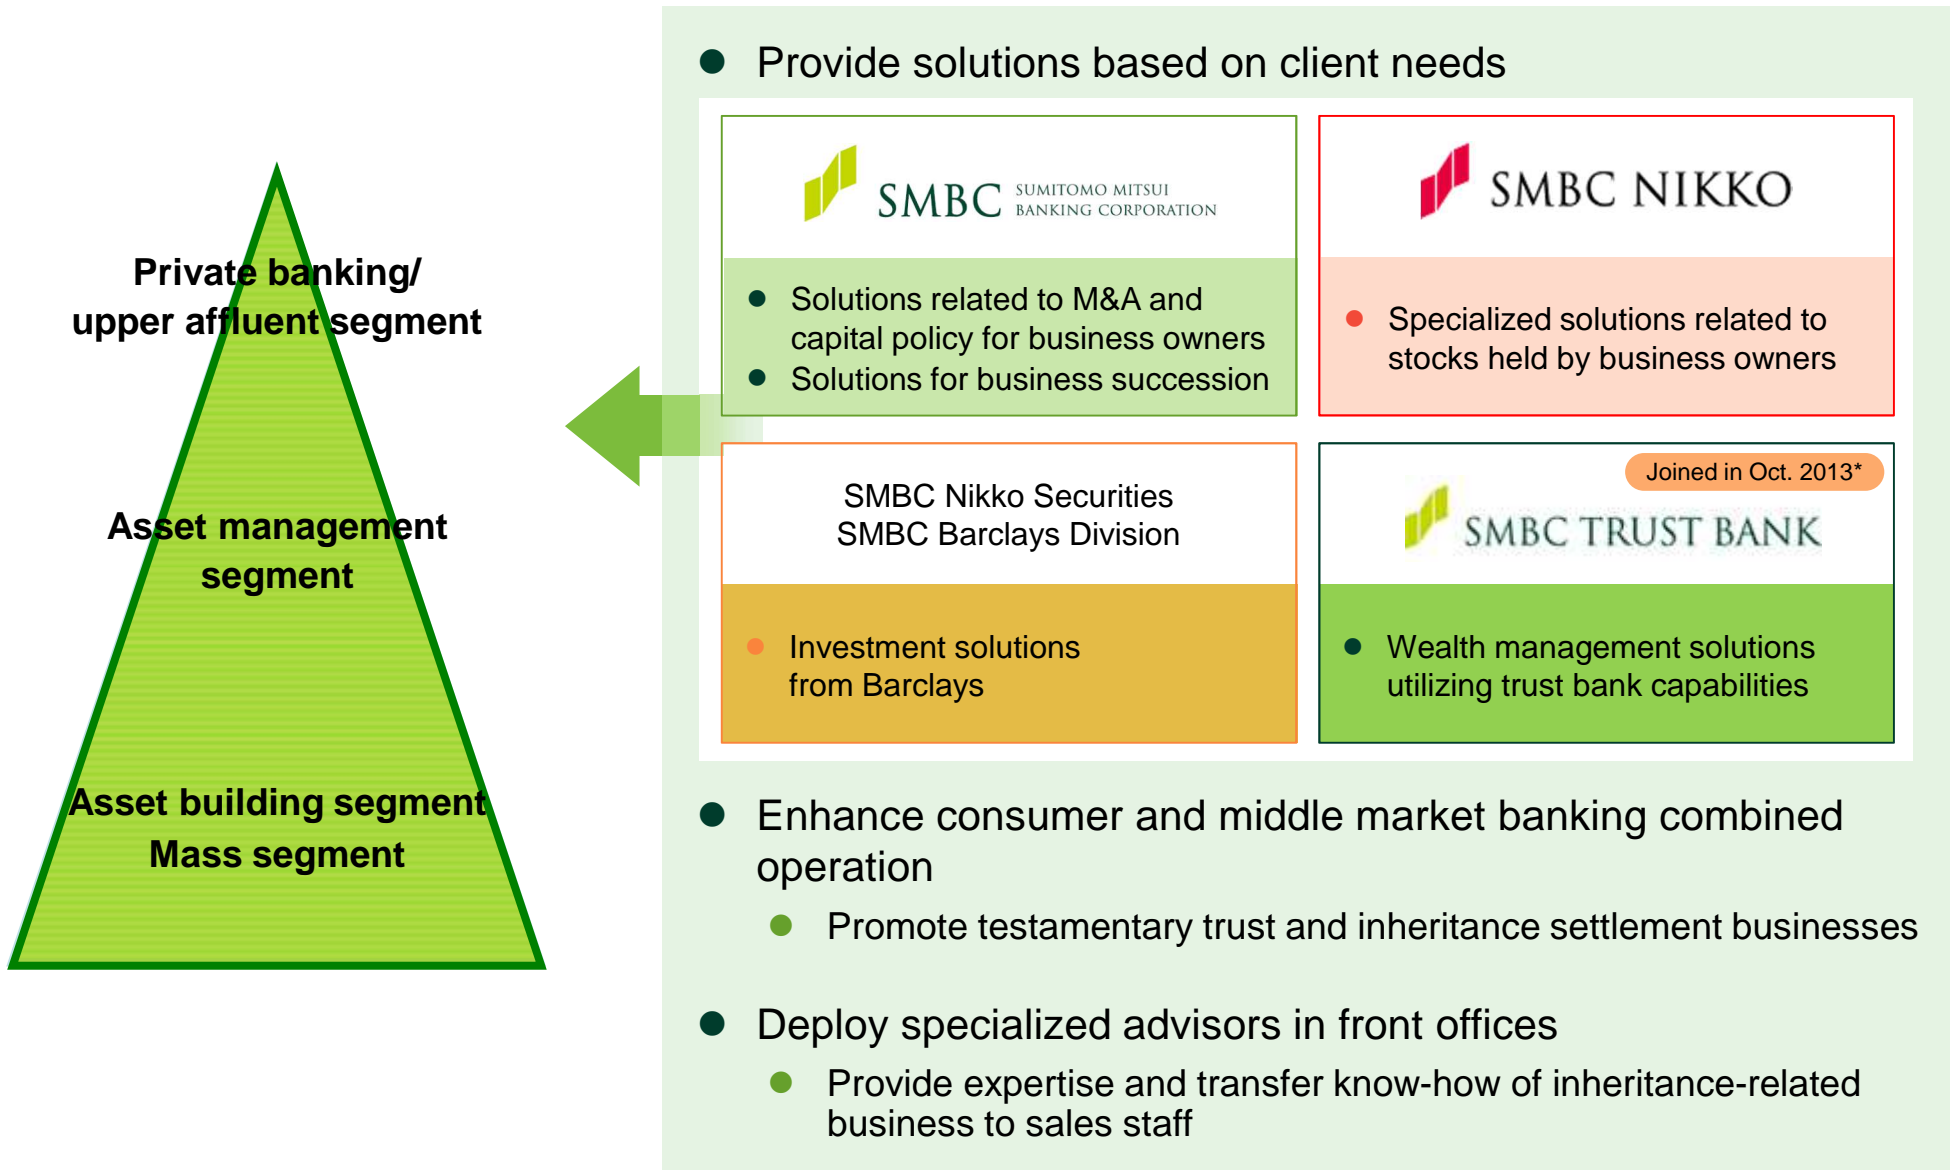 Private banking/
upper affluent segment
Asset management
segment
Asset building segment
Mass segment
● Provide solutions based on client needs
SMBC SUMITOMO MITSUI
BANKING CORPORATION
● Solutions related to M&A and
capital policy for business owners
● Solutions for business succession
SMBC NIKKO
● Specialized solutions related to
stocks held by business owners
SMBC Nikko Securities
SMBC Barclays Division
● Investment solutions
from Barclays
Joined in Oct. 2013*
SMBC TRUST BANK
● Wealth management solutions
utilizing trust bank capabilities
● Enhance consumer and middle market banking combined
operation
● Promote testamentary trust and inheritance settlement businesses
● Deploy specialized advisors in front offices
● Provide expertise and transfer know-how of inheritance-related
business to sales staff